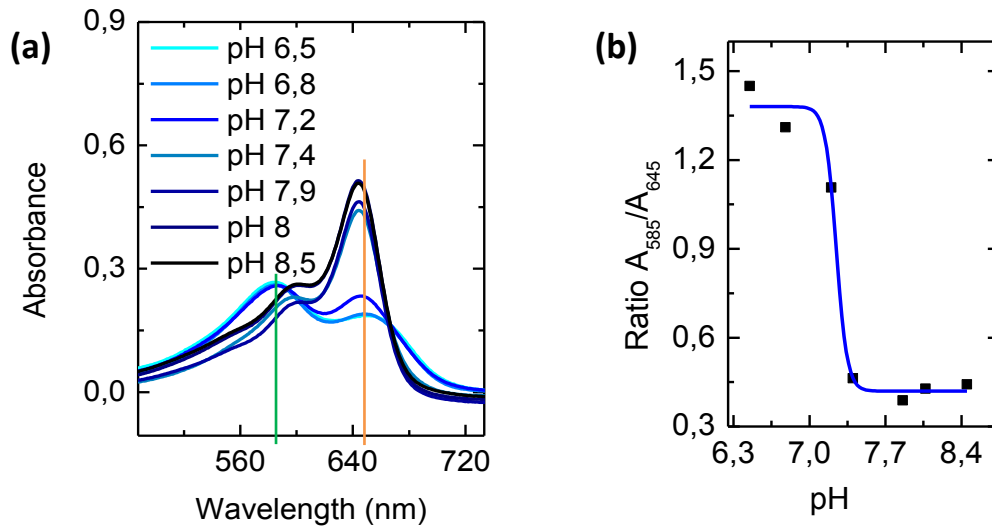 (a)
0,9
0,6
0,3
0,0
Absorbance
pH 6,5
pH 6,8
pH 7,2
pH 7,4
pH 7,9
pH 8
pH 8,5
560 640 720
Wavelength (nm)
(b)
1,5
1,2
0,9
0,6
0,3
Ratio A585/A645
6,3 7,0 7,7 8,4
pH